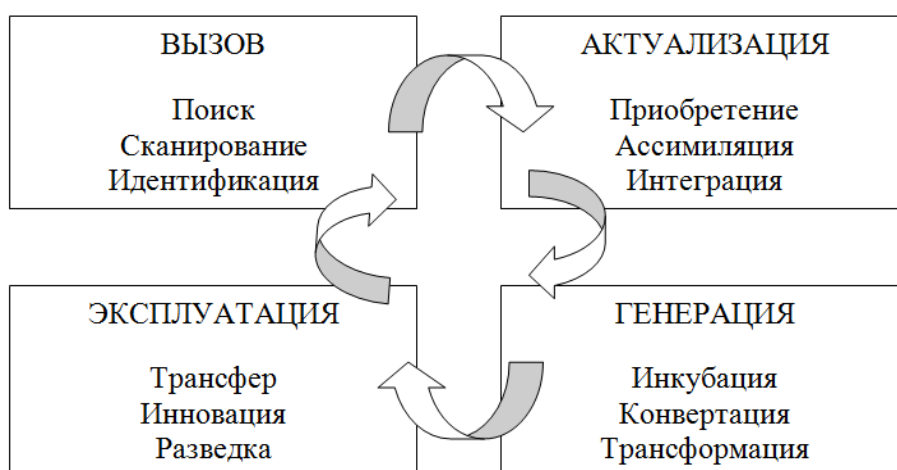 ВЫЗОВ
Поиск
Сканирование
Идентификация
АКТУАЛИЗАЦИЯ
Приобретение
Ассимиляция
Интеграция
ЭКСПЛУАТАЦИЯ
Трансфер
Инновация
Разведка
ГЕНЕРАЦИЯ
Инкубация
Конвертация
Трансформация